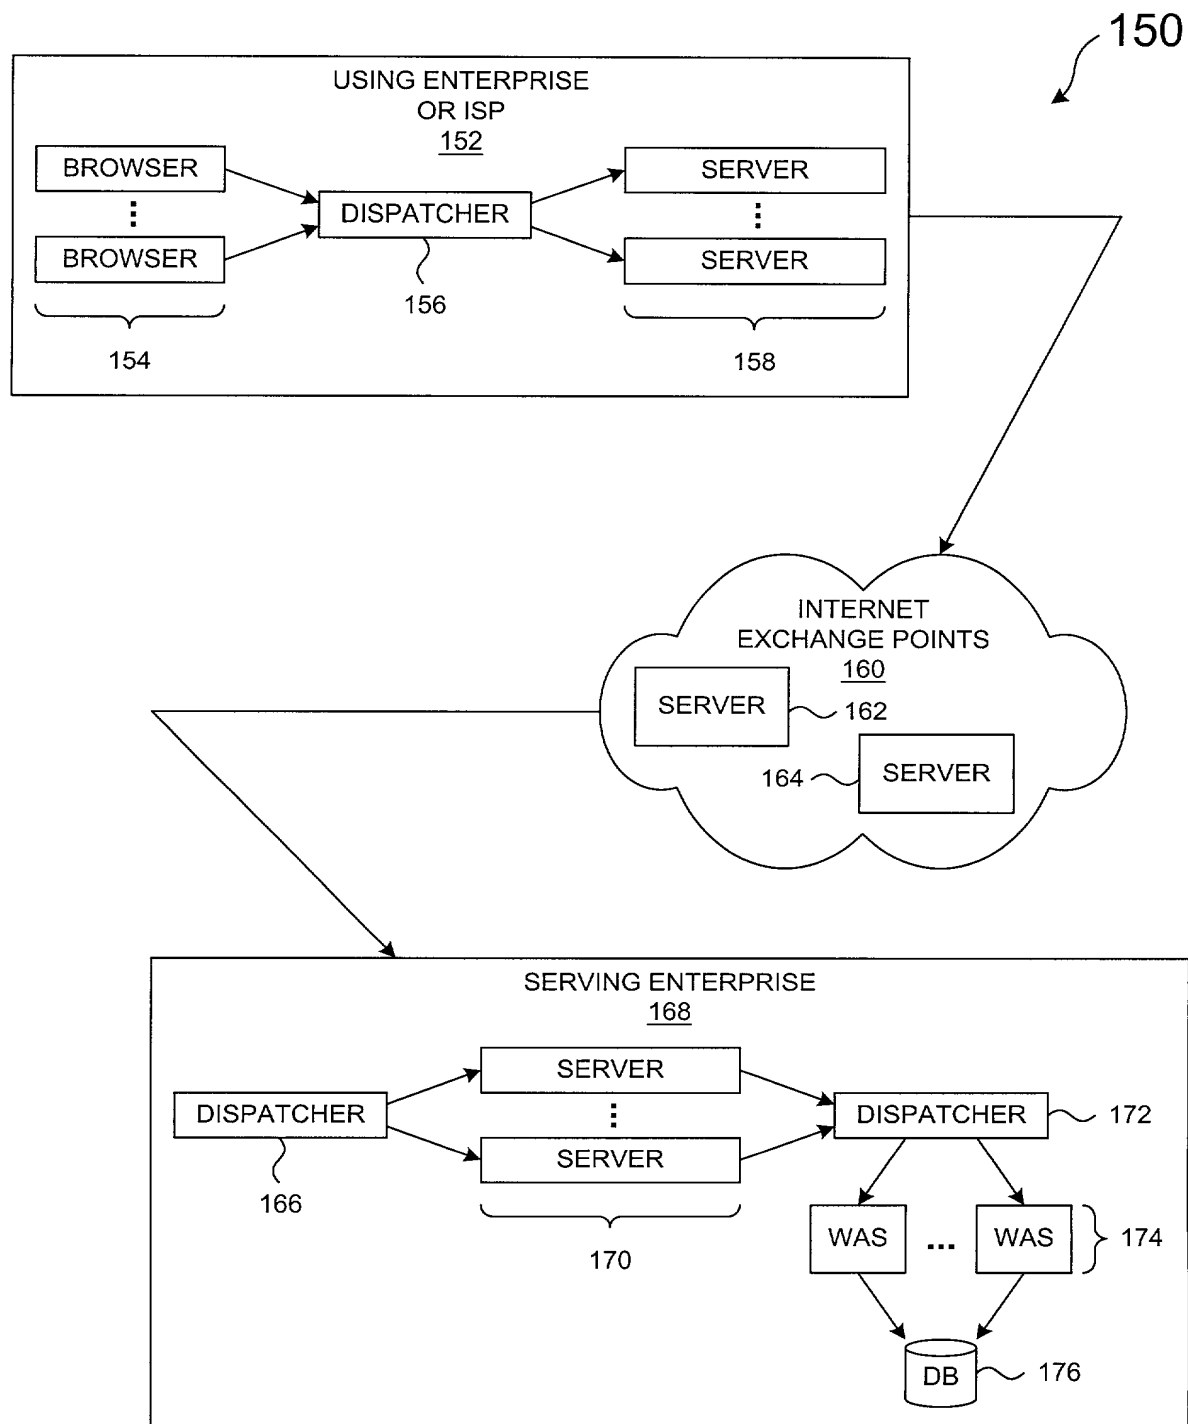 150
USING ENTERPRISE
OR ISP
152
BROWSER
BROWSER
154
DISPATCHER
156
SERVER
SERVER
158
INTERNET
EXCHANGE POINTS
160
SERVER
162
164
SERVER
SERVING ENTERPRISE
168
DISPATCHER
166
SERVER
SERVER
170
DISPATCHER
172
WAS
...
WAS
174
DB
176